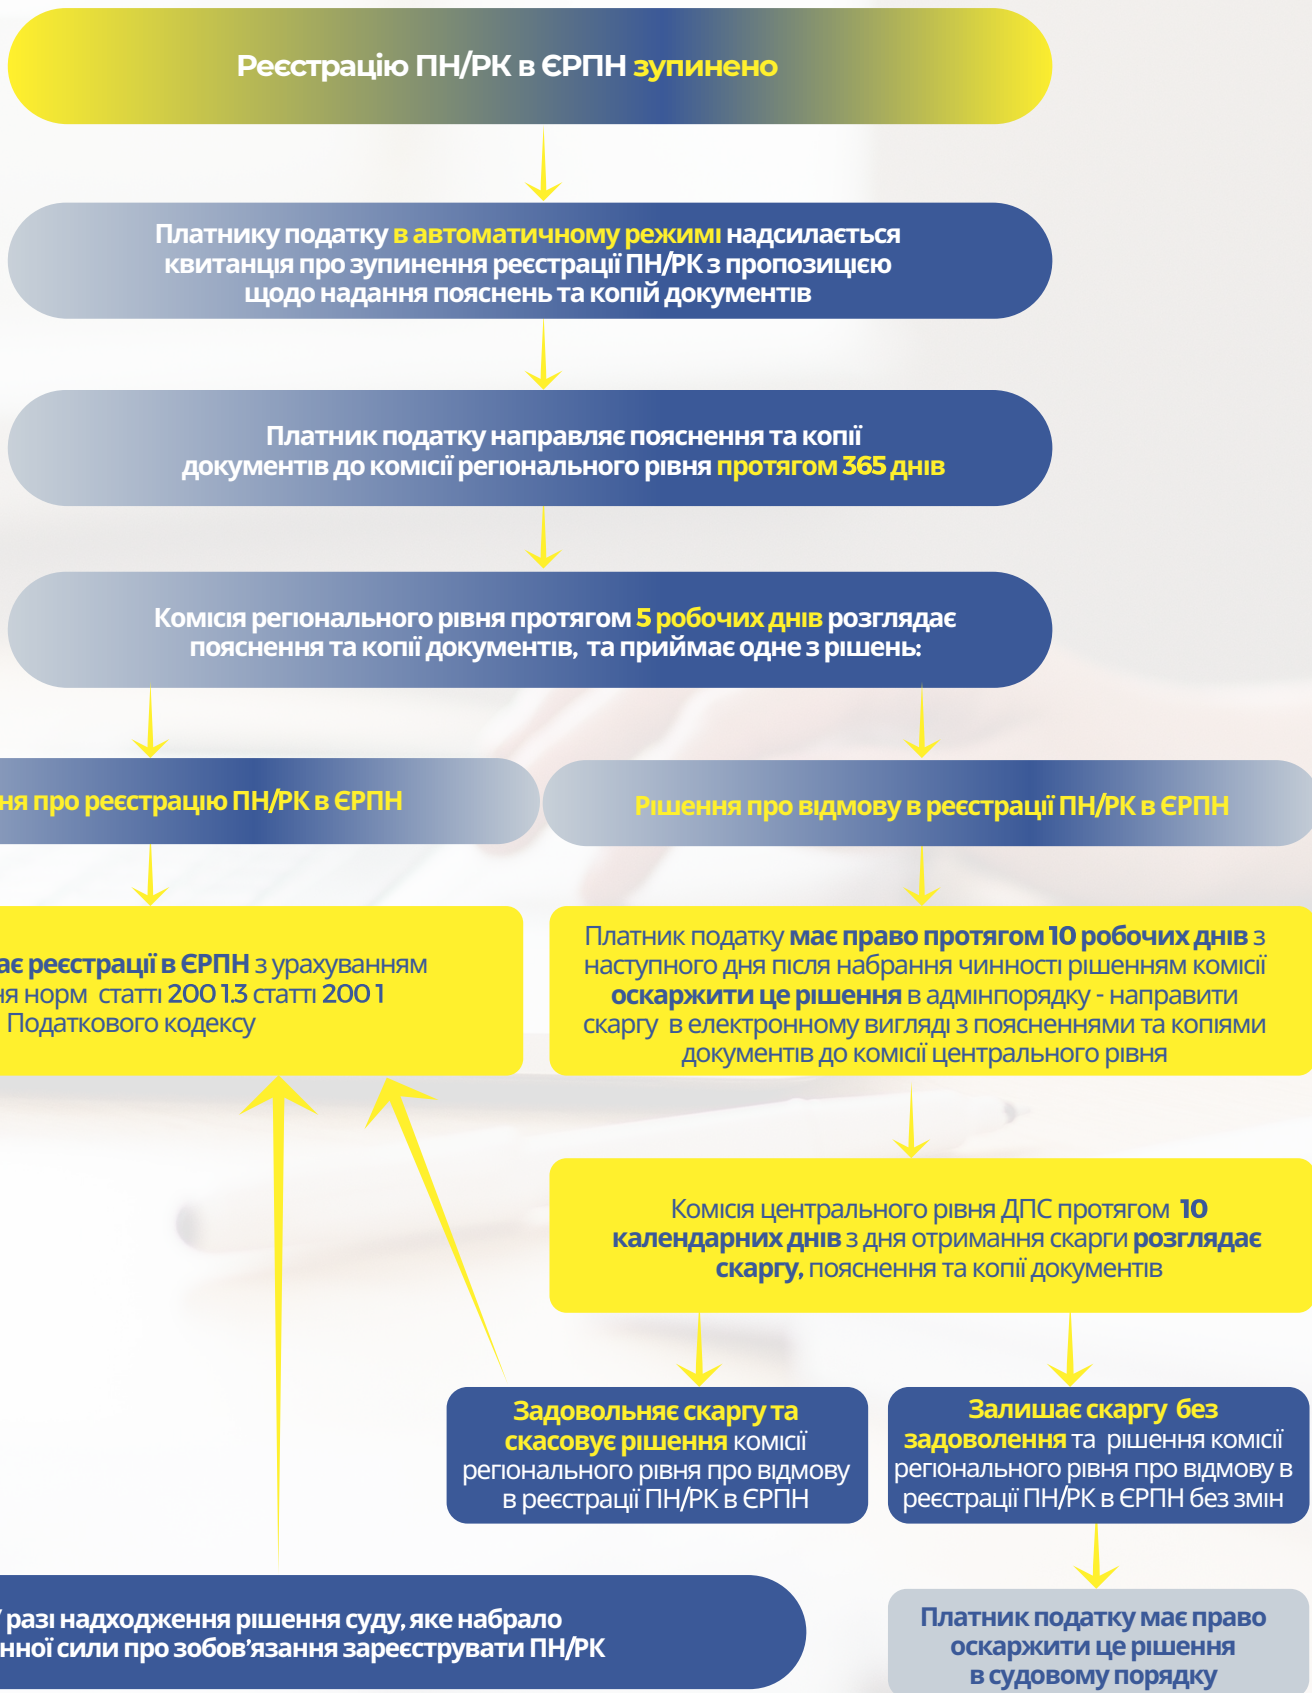 Реєстрацію ПН/РК в ЄРПН зупинено
Платнику податку в автоматичному режимі надсилається
квитанція про зупинення реєстрації ПН/РК з пропозицією
щодо надання пояснень та копій документів
Платник податку направляє пояснення та копії
документів до комісії регіонального рівня протягом 365 днів
Комісія регіонального рівня протягом 5 робочих днів розглядає
пояснення та копії документів, та приймає одне з рішень:
ня про реєстрацію ПН/РК в ЄРПН
Рішення про відмову в реєстрації ПН/РК в ЄРПН
ає реєстрації в ЄРПН з урахуванням
ня норм статті 200 1.3 статті 200 1
Податкового кодексу
Платник податку має право протягом 10 робочих днів з
наступного дня після набрання чинності рішенням комісії
оскаржити це рішення в адмінпорядку - направити
скаргу в електронному вигляді з поясненнями та копіями
документів до комісії центрального рівня
Комісія центрального рівня ДПС протягом 10
календарних днів з дня отримання скарги розглядає
скаргу, пояснення та копії документів
Задовольняє скаргу та
скасовує рішення комісії
регіонального рівня про відмову
в реєстрації ПН/РК в ЄРПН
Залишає скаргу без
задоволення та рішення комісії
регіонального рівня про відмову в
реєстрації ПН/РК в ЄРПН без змін
У разі надходження рішення суду, яке набрало
нної сили про зобов'язання зареєструвати ПН/РК
Платник податку має право
оскаржити це рішення
в судовому порядку